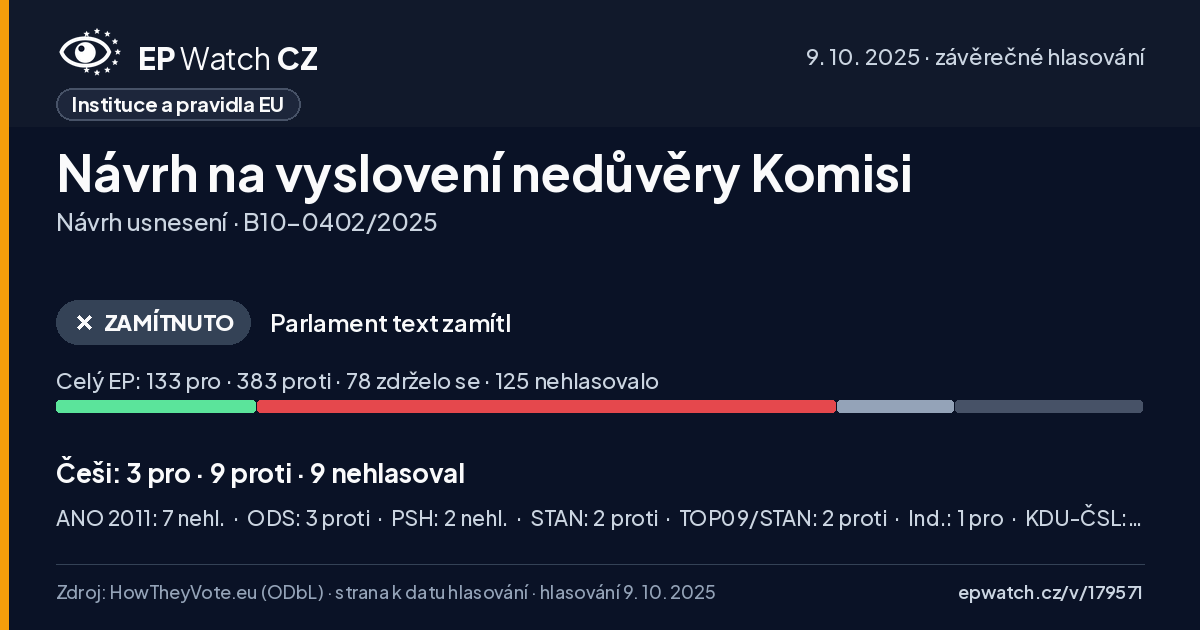 EP Watch CZ
9. 10. 2025 · závěrečné hlasování
Instituce a pravidla EU
Návrh na vyslovení nedůvěry Komisi
Návrh usnesení · B10–0402/2025
✕ ZAMÍTNUTO
Parlament text zamítl
Celý EP: 133 pro · 383 proti · 78 zdrželo se · 125 nehlasovalo
Češi: 3 pro · 9 proti · 9 nehlasoval
ANO 2011: 7 nehl. · ODS: 3 proti · PSH: 2 nehl. · STAN: 2 proti · TOP09/STAN: 2 proti · Ind.: 1 pro · KDU-ČSL:…
Zdroj: HowTheyVote.eu (ODbL) · strana k datu hlasování · hlasování 9. 10. 2025
epwatch.cz/v/179571